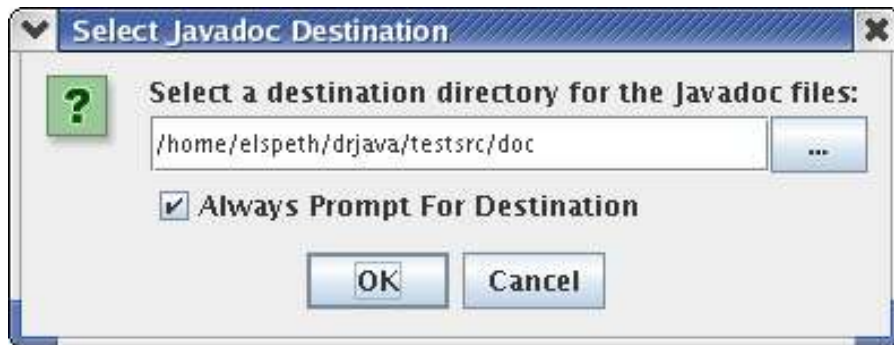 Select Javadoc Destination
?
Select a destination directory for the Javadoc files:
/home/elspeth/drjava/testsrc/doc
...
Always Prompt For Destination
OK
Cancel